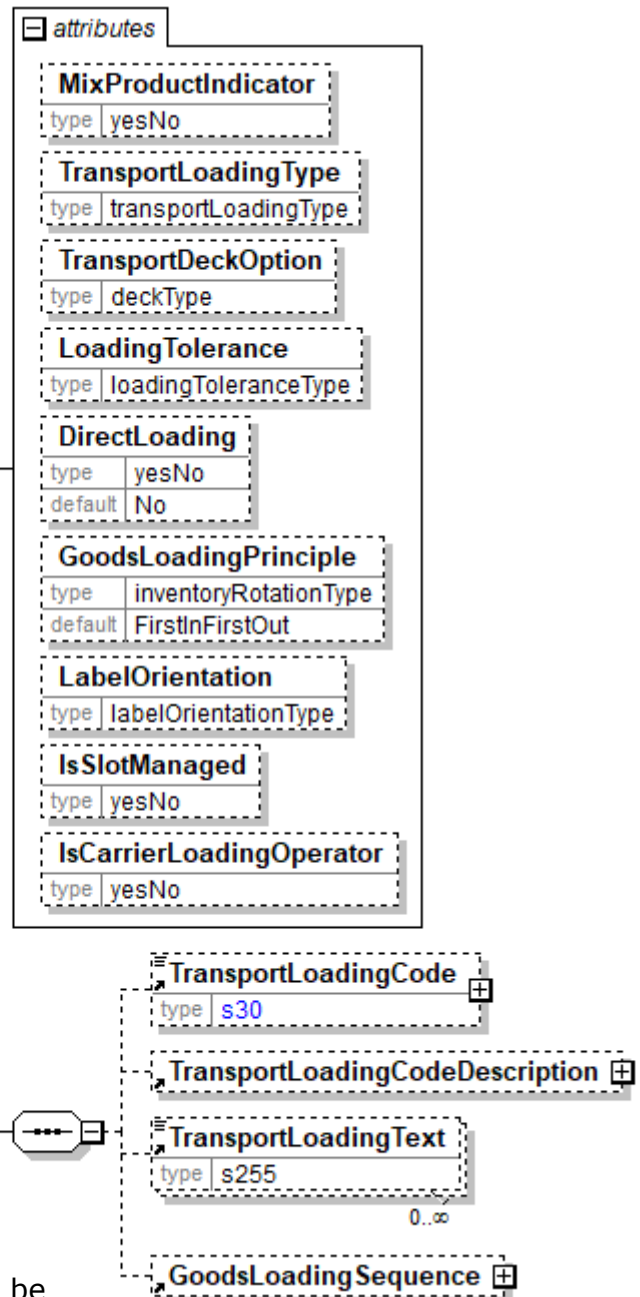 attributes
MixProductIndicator
type yesNo
TransportLoadingType
type transportLoadingType
TransportDeckOption
type deckType
LoadingTolerance
type loadingToleranceType
DirectLoading
type yesNo
default No
GoodsLoadingPrinciple
type inventoryRotationType
default FirstInFirstOut
LabelOrientation
type labelOrientationType
IsSlotManaged
type yesNo
IsCarrierLoadingOperator
type yesNo
TransportLoadingCode
type s30
TransportLoadingCodeDescription
TransportLoadingText
type s255
0..∞
GoodsLoadingSequence
be